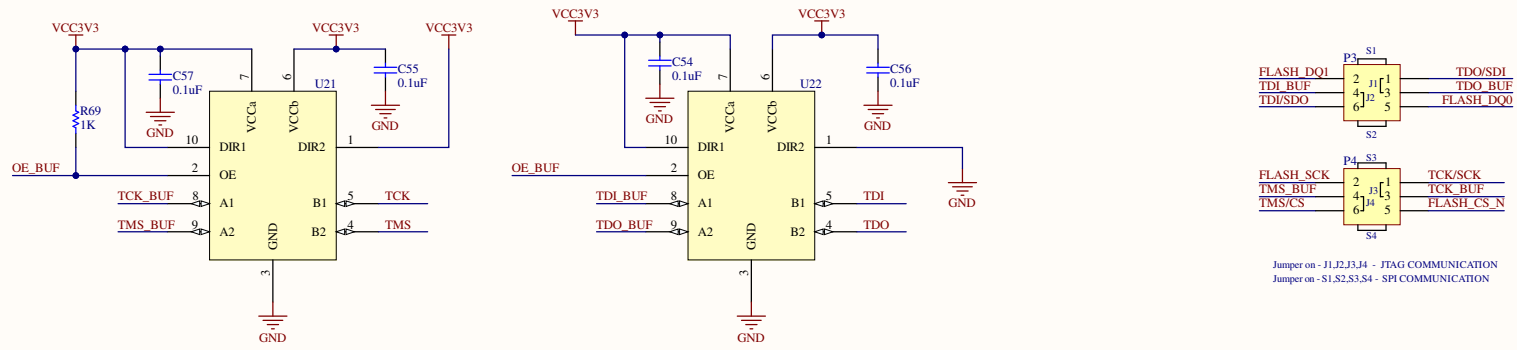 VCC3V3
VCC3V3
VCC3V3
C57
0.1uF
GND
R69
1K
7
6
U21
C55
0.1uF
GND
VCCa
VCCb
10
DIR1
DIR2
1
OE_BUF
2
OE
TCK_BUF
8
A1
B1
5
TCK
TMS_BUF
9
A2
B2
4
TMS
GND
3
GND
VCC3V3
VCC3V3
C54
0.1uF
GND
7
6
U22
C56
0.1uF
GND
VCCa
VCCb
10
DIR1
DIR2
1
GND
OE_BUF
2
OE
TDI_BUF
8
A1
B1
5
TDI
TDO_BUF
9
A2
B2
4
TDO
GND
3
GND
P3
S1
FLASH_DQ1
2
1
TDO/SDI
TDI_BUF
4
J1
3
TDO_BUF
TDI/SDO
6
J2
5
FLASH_DQ0
S2
P4
S3
FLASH_SCK
2
1
TCK/SCK
TMS_BUF
4
J3
3
TCK_BUF
TMS/CS
6
J4
5
FLASH_CS_N
S4
Jumper on - J1,J2,J3,J4 - JTAG COMMUNICATION
Jumper on - S1,S2,S3,S4 - SPI COMMUNICATION